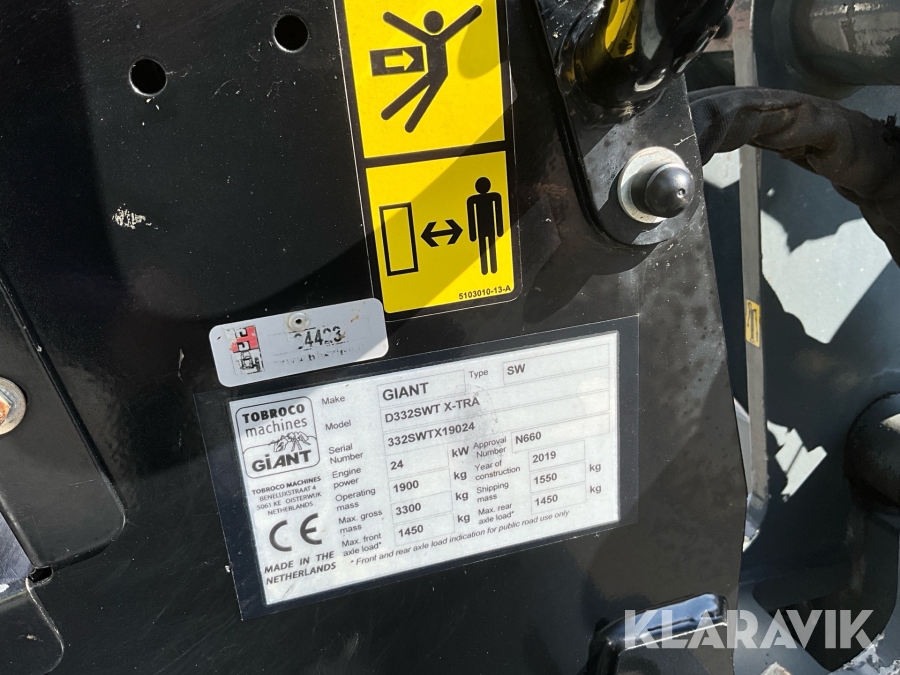 5103010-13-A
TOBROCO
machines
GiANT
TOBROCO MACHINES
BENELUXSTRAAT 4
5061 KE OISTERWIJK
NETHERLANDS
CE
MADE IN THE
NETHERLANDS
Make GIANT Type SW
Model D332SWT X-TRA
Serial Number 332SWTX19024
Engine power 24 kW Approval Number N660
Operating mass 1900 kg Year of construction 2019
Max. gross mass 3300 kg Shipping mass 1550 kg
Max. front axle load* 1450 kg Max. rear axle load* 1450 kg
* Front and rear axle load indication for public road use only
KLARAVIK